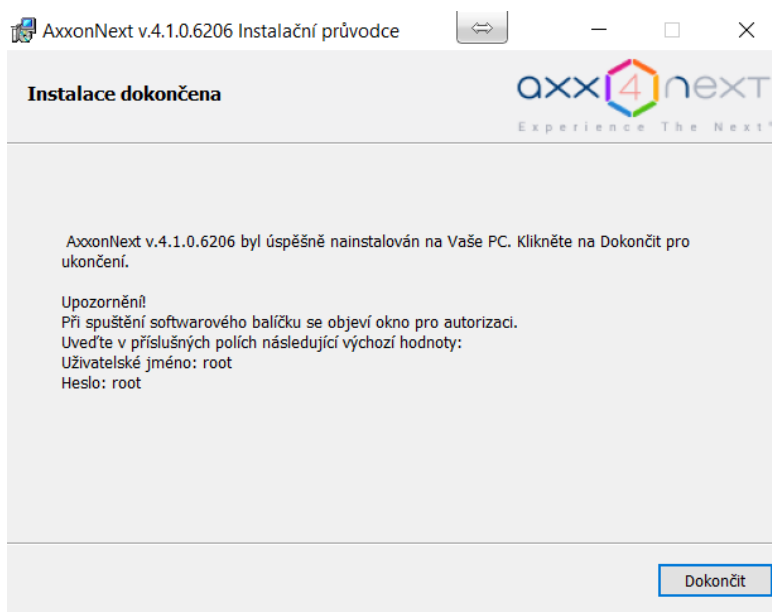 AxxonNext v.4.1.0.6206 Instalační průvodce
Instalace dokončena
axx4next
Experience The Next
AxxonNext v.4.1.0.6206 byl úspěšně nainstalován na Vaše PC. Klikněte na Dokončit pro
ukončení.
Upozornění!
Při spuštění softwarového balíčku se objeví okno pro autorizaci.
Uveďte v příslušných polích následující výchozí hodnoty:
Uživatelské jméno: root
Heslo: root
Dokončit